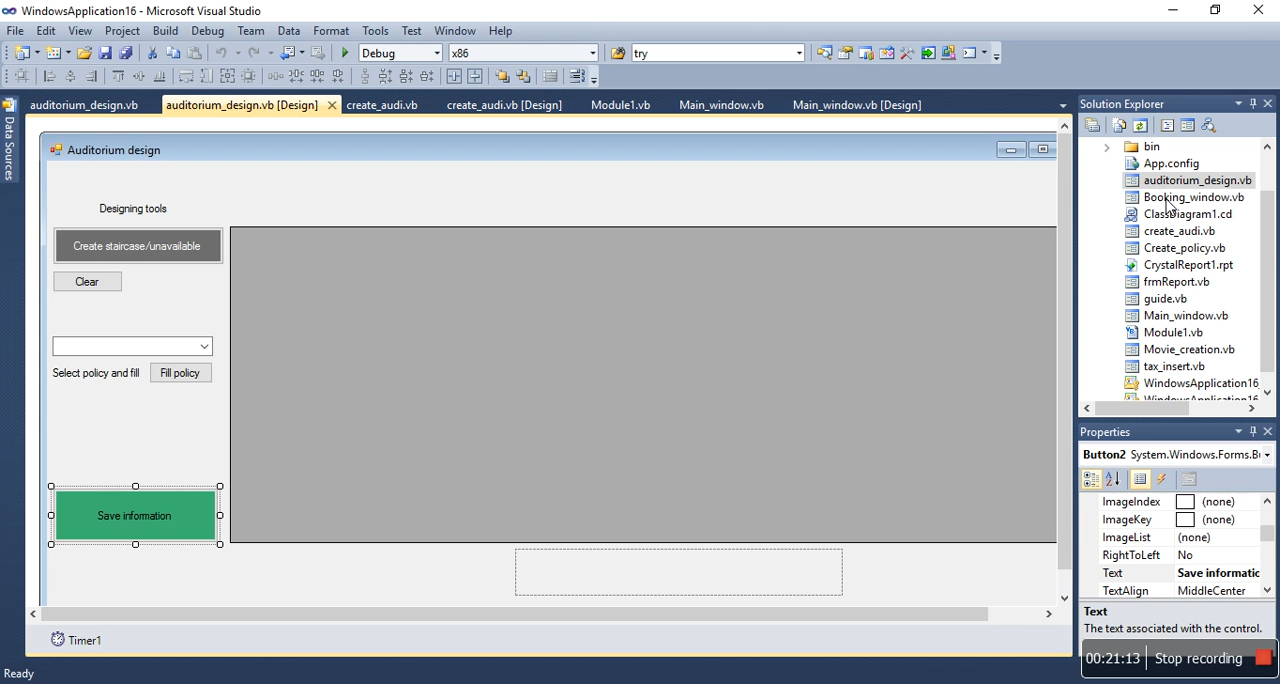 WindowsApplication16 - Microsoft Visual Studio
File Edit View Project Build Debug Team Data Format Tools Test Window Help
Debug x86 try
Data Sources
auditorium_design.vb auditorium_design.vb [Design] create_audi.vb create_audi.vb [Design] Module1.vb Main_window.vb Main_window.vb [Design]
Auditorium design
Designing tools
Create staircase/unavailable
Clear
Select policy and fill Fill policy
Save information
Timer1
Solution Explorer
bin
App.config
auditorium_design.vb
Booking_window.vb
ClassDiagram1.cd
create_audi.vb
Create_policy.vb
CrystalReport1.rpt
frmReport.vb
guide.vb
Main_window.vb
Module1.vb
Movie_creation.vb
tax_insert.vb
WindowsApplication16
Properties
Button2 System.Windows.Forms.B
ImageIndex (none)
ImageKey (none)
ImageList (none)
RightToLeft No
Text Save informatic
TextAlign MiddleCenter
Text
The text associated with the control.
00:21:13 Stop recording
Ready